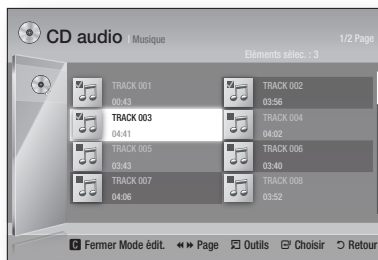 CD audio | Musique
1/2 Page
Eléments sélec. : 3
TRACK 001
00:43
TRACK 002
03:56
TRACK 003
04:41
TRACK 004
04:02
TRACK 005
03:43
TRACK 006
03:40
TRACK 007
04:06
TRACK 008
03:52
C Fermer Mode édit. Page Outils Choisir Retour